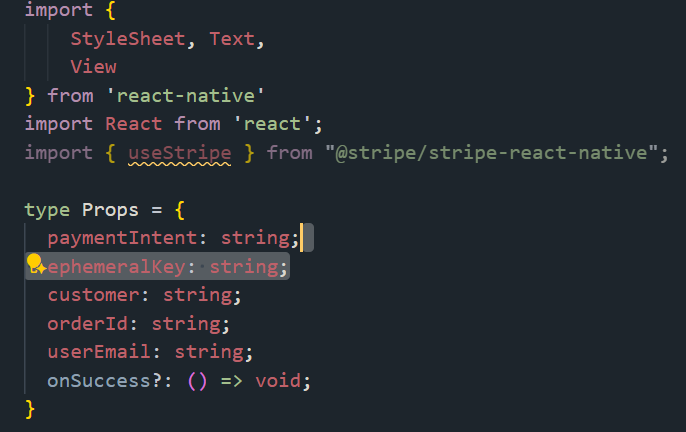 import {
    StyleSheet, Text,
    View
} from 'react-native'
import React from 'react';
import { useStripe } from "@stripe/stripe-react-native";

type Props = {
  paymentIntent: string;
  ephemeralKey: string;
  customer: string;
  orderId: string;
  userEmail: string;
  onSuccess?: () => void;
}